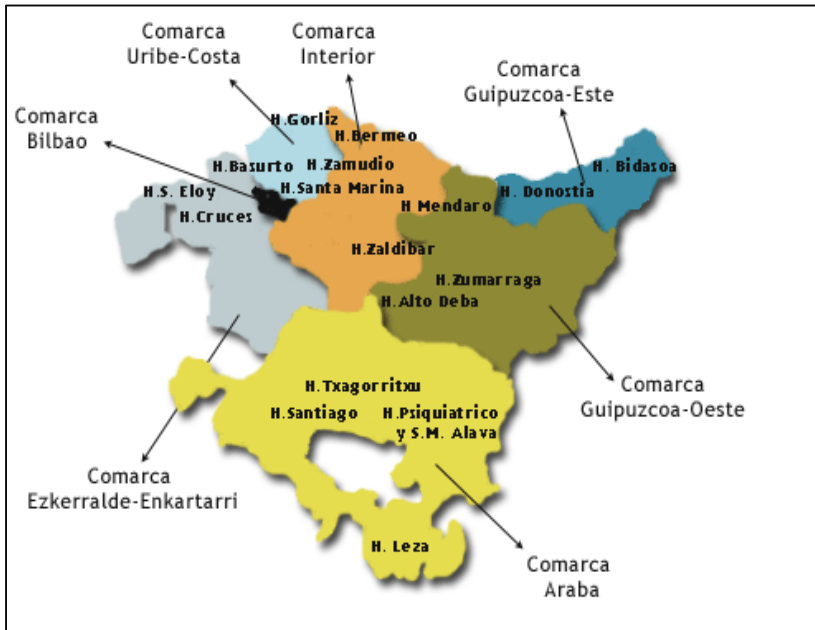 Comarca
Uribe-Costa
Comarca
Interior
Comarca
Guipuzcoa-Este
Comarca
Bilbao
H.Gorliz
H.Bermeo
H.Basurto
H.Zamudio
H. Bidasoa
H.S. Eloy
H.Santa Marina
H. Donostia
H.Cruces
H Mendaro
H.Zaldibar
H.Zumarraga
H.Alto Deba
H.Txagorritxu
H.Santiago
H.Psiquiatrico
y S.M. Alava
Comarca
Guipuzcoa-Oeste
Comarca
Ezkerralde-Enkartarri
H. Leza
Comarca
Araba